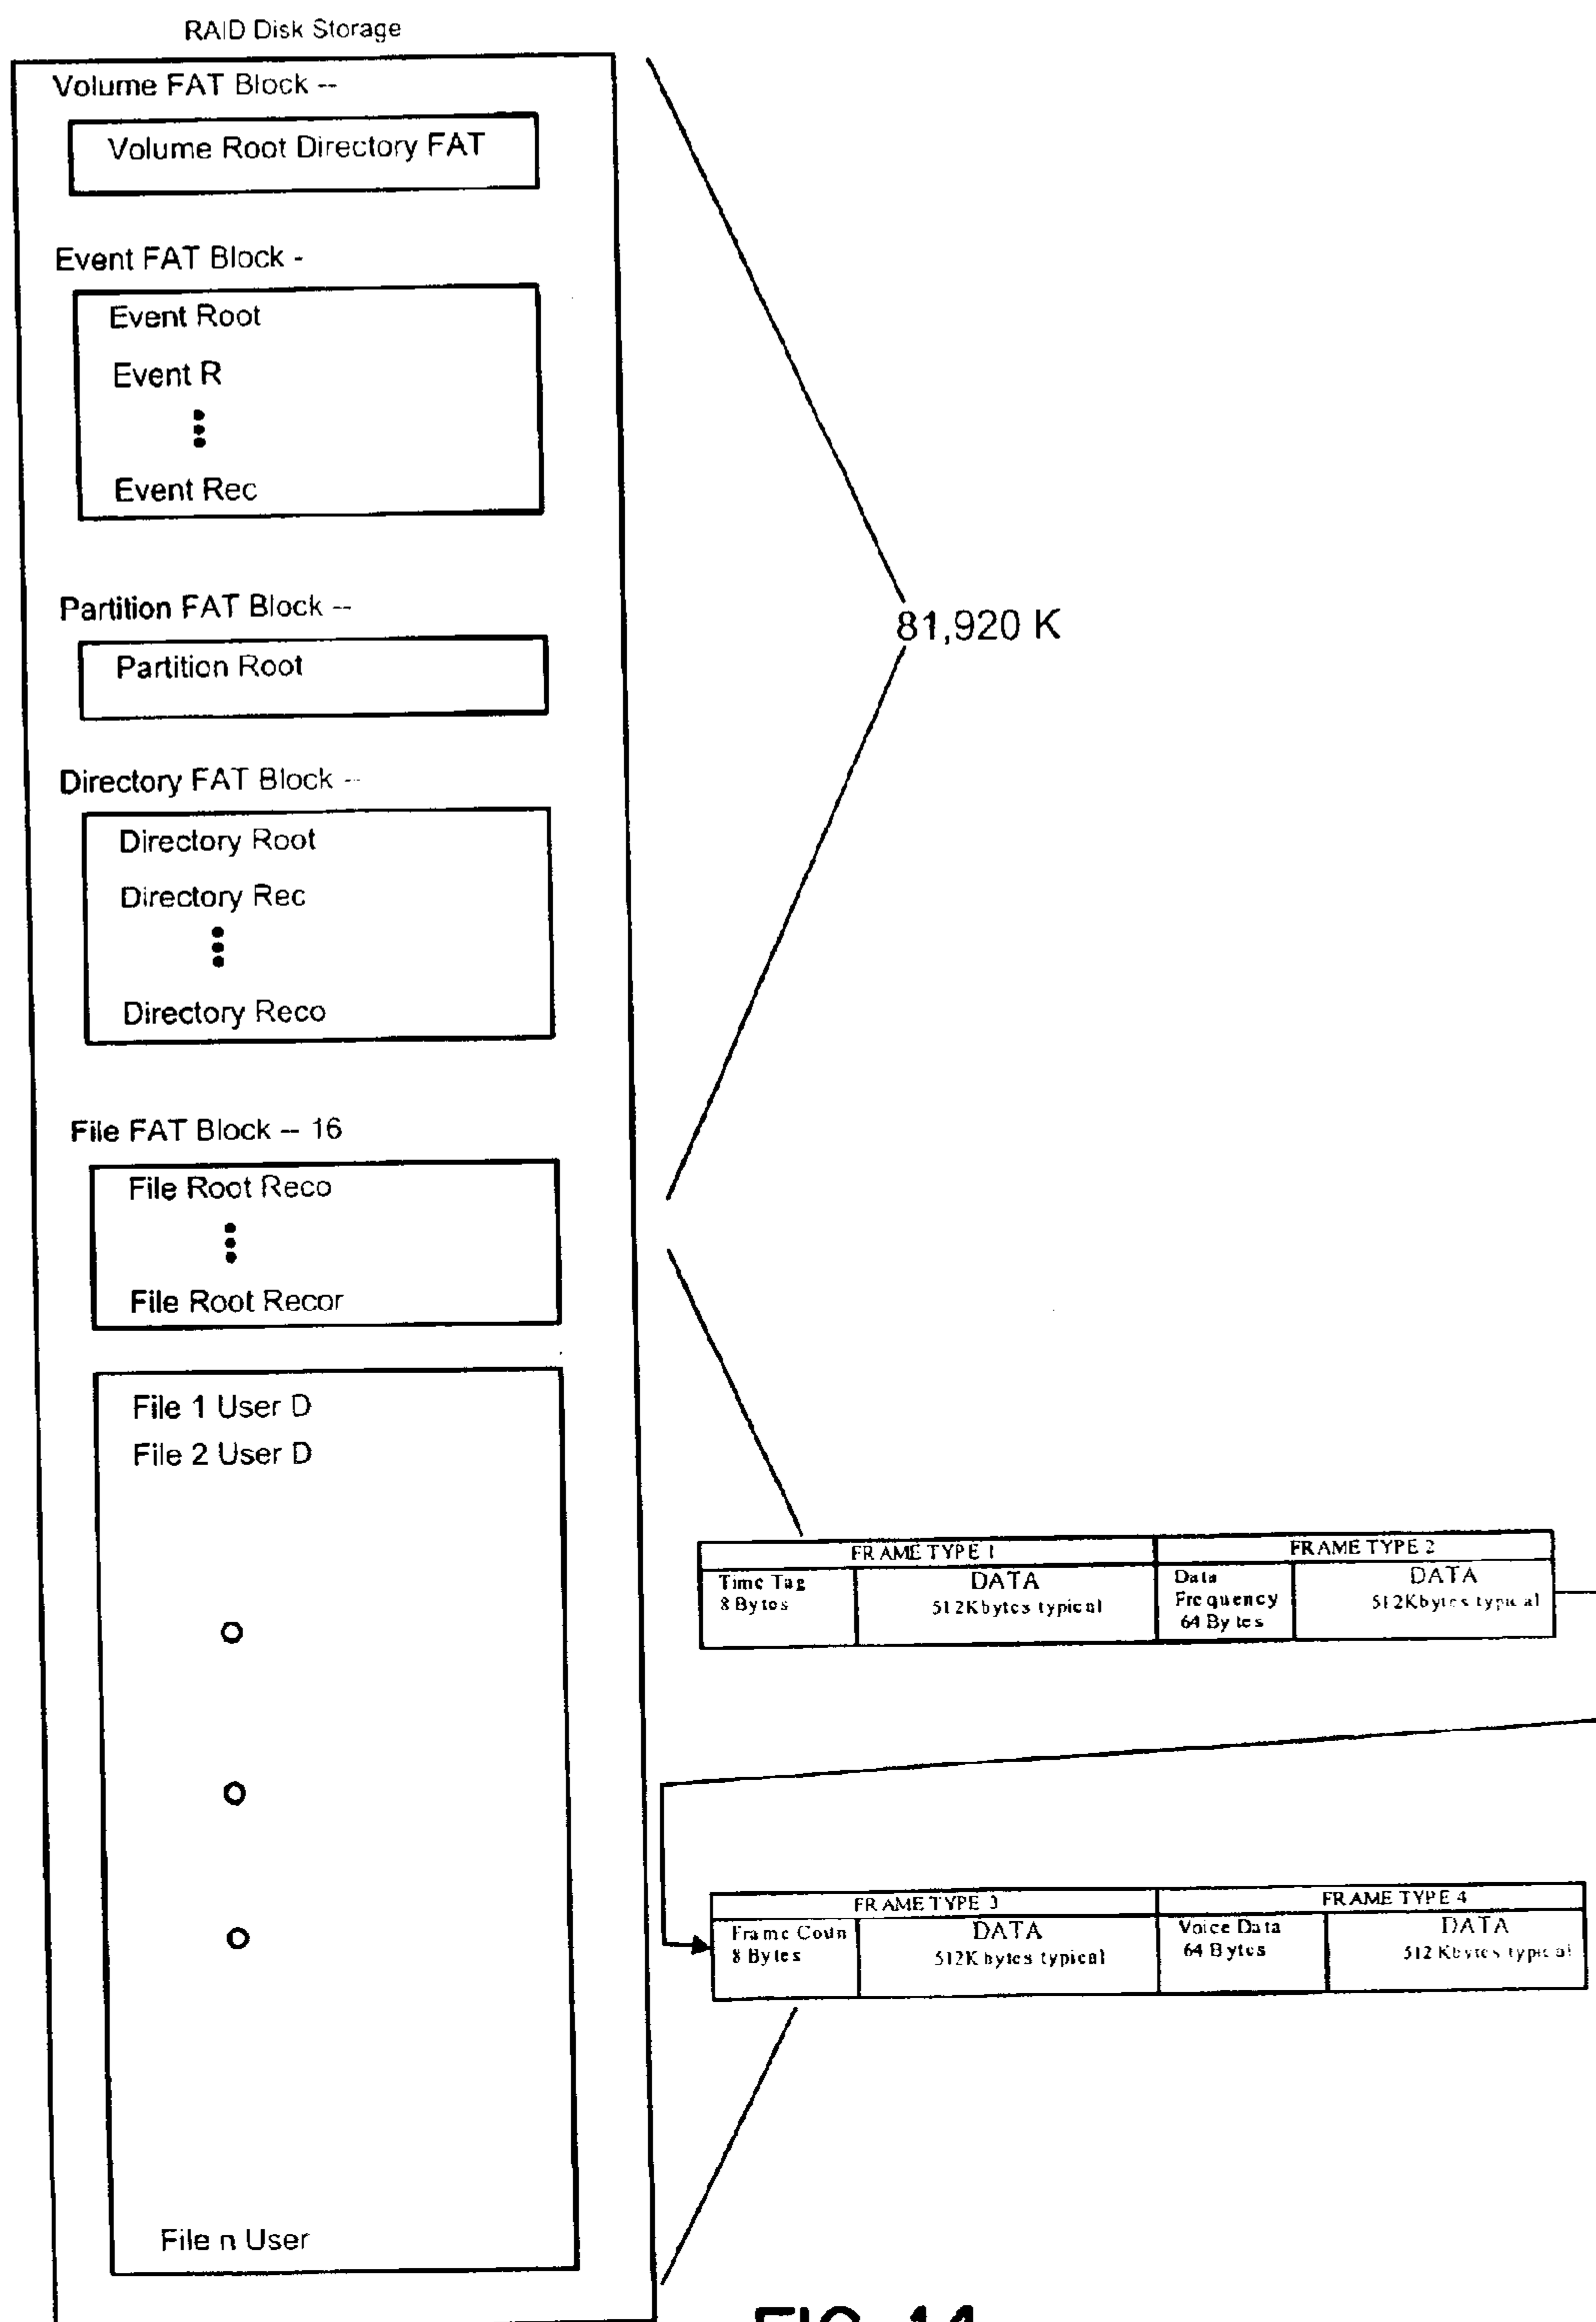 RAID Disk Storage
Volume FAT Block --
Volume Root Directory FAT
Event FAT Block -
Event Root
Event R
Event Rec
Partition FAT Block --
Partition Root
81,920 K
Directory FAT Block --
Directory Root
Directory Rec
Directory Reco
File FAT Block -- 16
File Root Reco
File Root Recor
File 1 User D
File 2 User D
FRAME TYPE 1 FRAME TYPE 2
Time Tag DATA Data DATA
8 Bytes 512Kbytes typical Frequency 512Kbytes typical
64 Bytes
FRAME TYPE 3 FRAME TYPE 4
Frame Coun DATA Voice Data DATA
8 Bytes 512Kbytes typical 64 Bytes 512Kbytes typical
File n User
FIG. 14